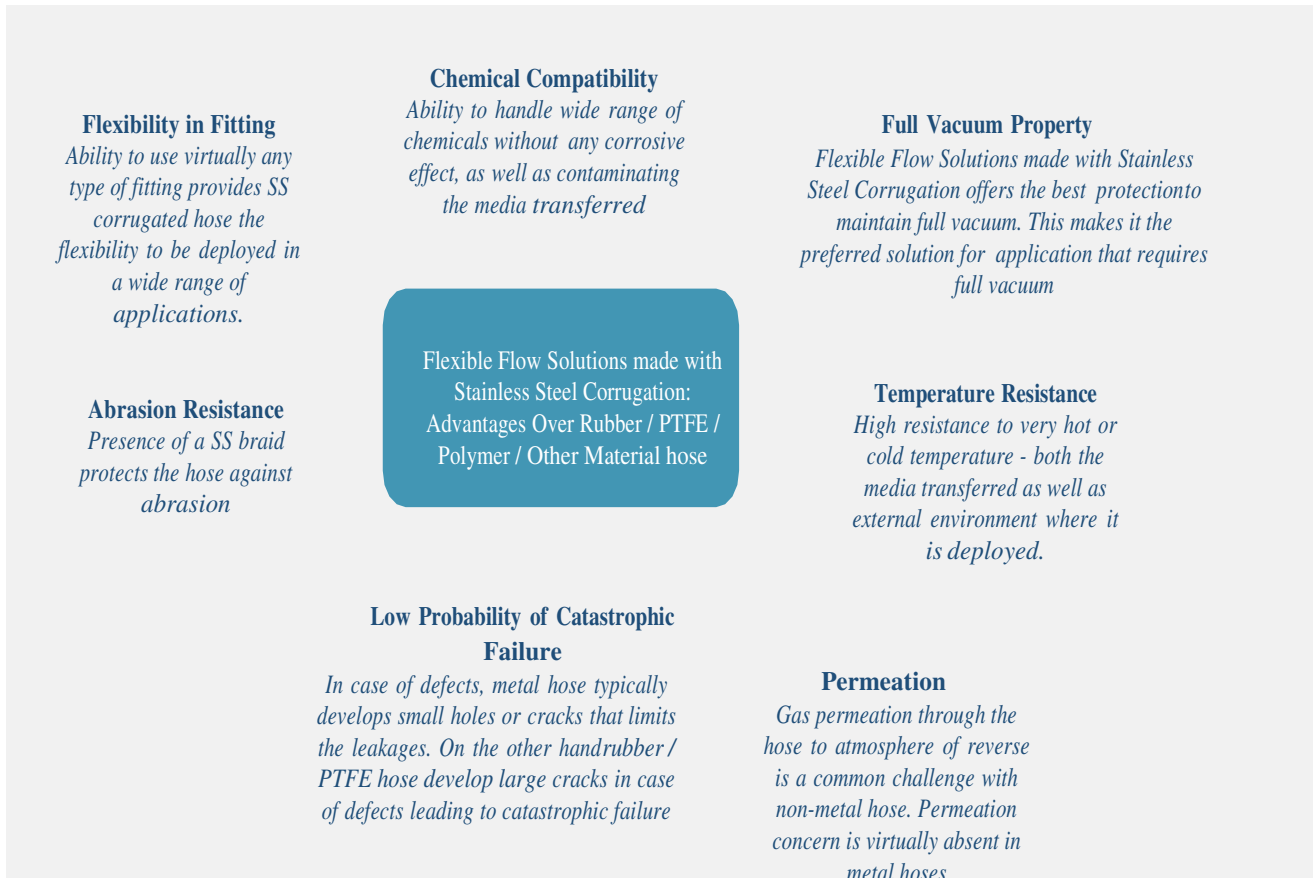 Chemical Compatibility
Ability to handle wide range of
chemicals without any corrosive
effect, as well as contaminating
the media transferred
Flexibility in Fitting
Ability to use virtually any
type of fitting provides SS
corrugated hose the
flexibility to be deployed in
a wide range of
applications.
Full Vacuum Property
Flexible Flow Solutions made with Stainless
Steel Corrugation offers the best protectionto
maintain full vacuum. This makes it the
preferred solution for application that requires
full vacuum
Flexible Flow Solutions made with
Stainless Steel Corrugation:
Advantages Over Rubber / PTFE /
Polymer / Other Material hose
Abrasion Resistance
Presence of a SS braid
protects the hose against
abrasion
Temperature Resistance
High resistance to very hot or
cold temperature - both the
media transferred as well as
external environment where it
is deployed.
Low Probability of Catastrophic
Failure
In case of defects, metal hose typically
develops small holes or cracks that limits
the leakages. On the other handrubber /
PTFE hose develop large cracks in case
of defects leading to catastrophic failure
Permeation
Gas permeation through the
hose to atmosphere of reverse
is a common challenge with
non-metal hose. Permeation
concern is virtually absent in
metal hoses